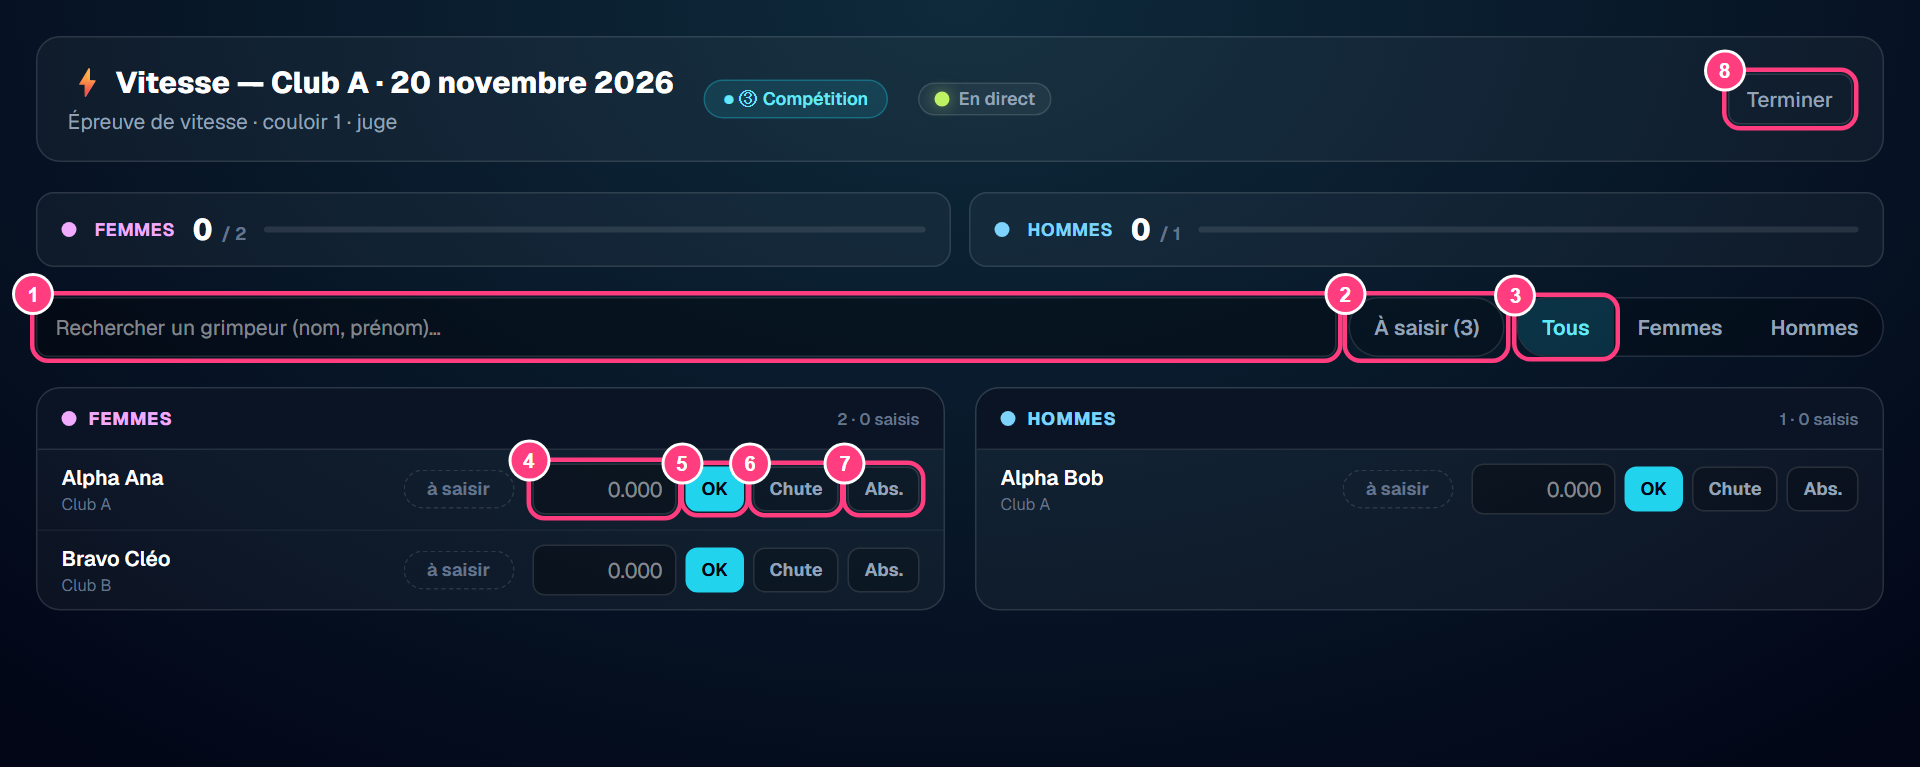 Vitesse — Club A · 20 novembre 2026
Épreuve de vitesse · couloir 1 · juge
③ Compétition
En direct
8
Terminer
FEMMES 0 / 2
HOMMES 0 / 1
1
Rechercher un grimpeur (nom, prénom)...
2
À saisir (3)
3
Tous
Femmes
Hommes
FEMMES
2 · 0 saisis
4
5
6
7
Alpha Ana
Club A
à saisir
0.000
OK
Chute
Abs.
Bravo Cléo
Club B
à saisir
0.000
OK
Chute
Abs.
HOMMES
1 · 0 saisis
Alpha Bob
Club A
à saisir
0.000
OK
Chute
Abs.